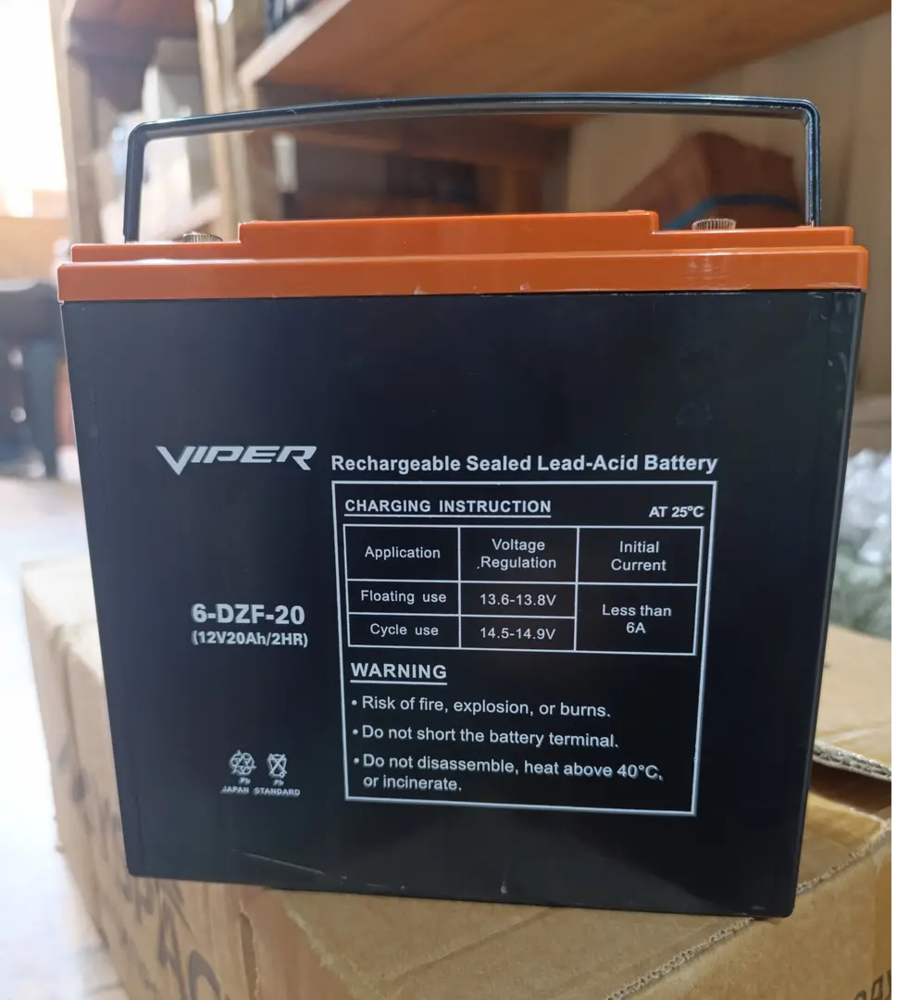 VIPER
Rechargeable Sealed Lead-Acid Battery
CHARGING INSTRUCTION AT 25°C
Application Voltage Regulation Initial Current
Floating use 13.6-13.8V Less than 6A
Cycle use 14.5-14.9V
6-DZF-20
(12V20Ah/2HR)
WARNING
• Risk of fire, explosion, or burns.
• Do not short the battery terminal.
• Do not disassemble, heat above 40°C,
or incinerate.
Pb Pb
JAPAN STANDARD